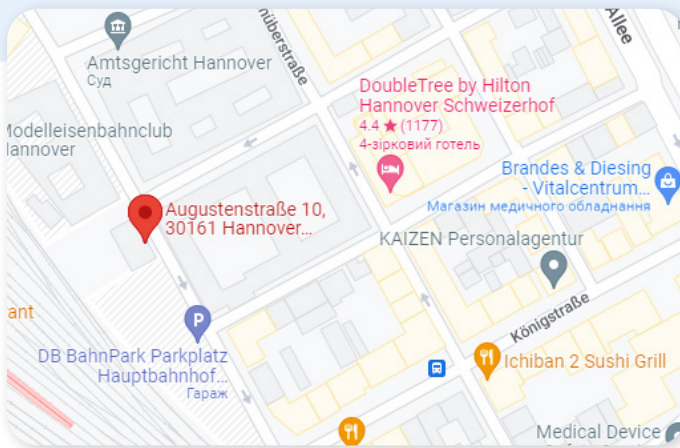 Amtsgericht Hannover
Суд
nüberstraße
Allee
DoubleTree by Hilton
Hannover Schweizerhof
4.4 ★ (1177)
4-зірковий готель
Modelleisenbahnclub
Hannover
Brandes & Diesing
- Vitalcentrum...
Магазин медичного обладнання
Augustenstraße 10,
30161 Hannover...
KAIZEN Personalagentur
ant
P
Königstraße
DB BahnPark Parkplatz
Hauptbahnhof...
Гараж
Ichiban 2 Sushi Grill
Medical Device